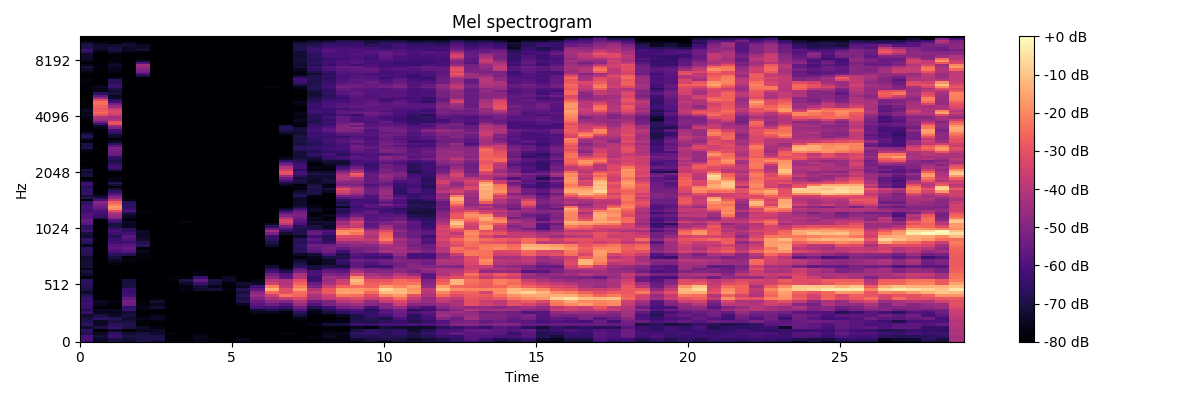 Mel spectrogram
8192
4096
2048
1024
512
0
Hz
0 5 10 15 20 25
Time
+0 dB
-10 dB
-20 dB
-30 dB
-40 dB
-50 dB
-60 dB
-70 dB
-80 dB